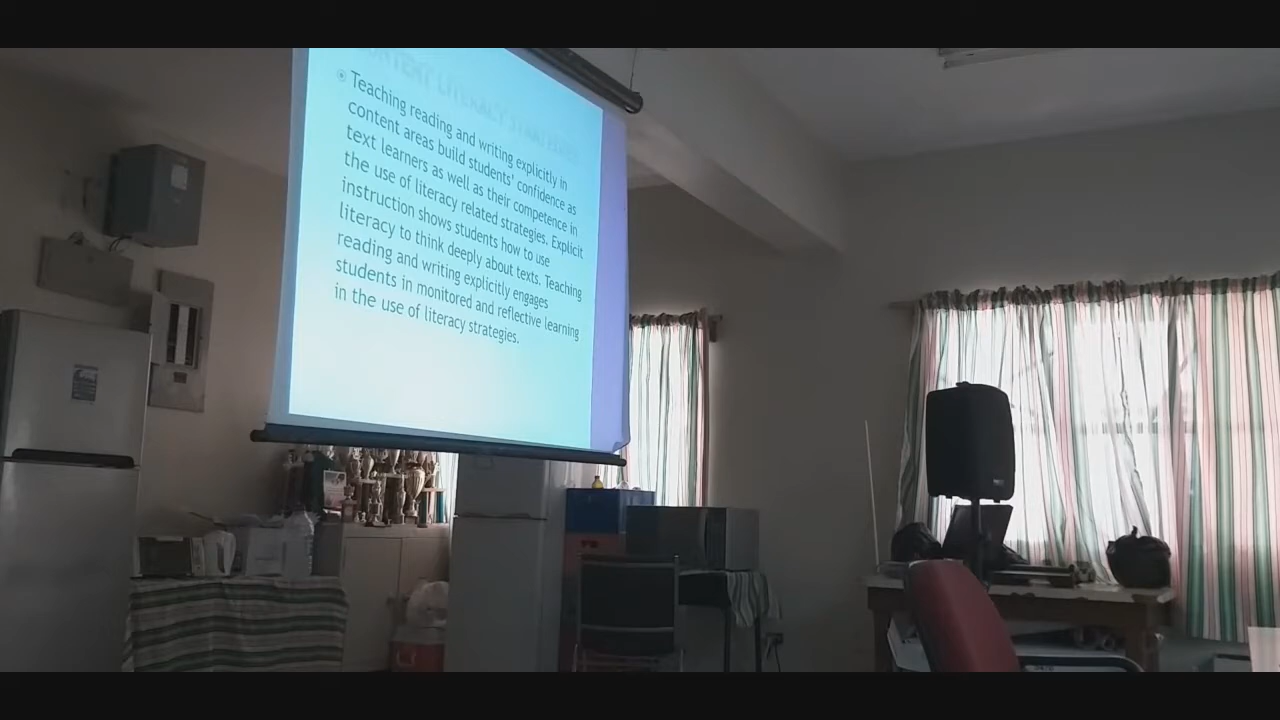 CONTENT LITERACY STRATEGIES
Teaching reading and writing explicitly in
content areas build students' confidence as
text learners as well as their competence in
the use of literacy related strategies. Explicit
instruction shows students how to use
literacy to think deeply about texts. Teaching
reading and writing explicitly engages
students in monitored and reflective learning
in the use of literacy strategies.